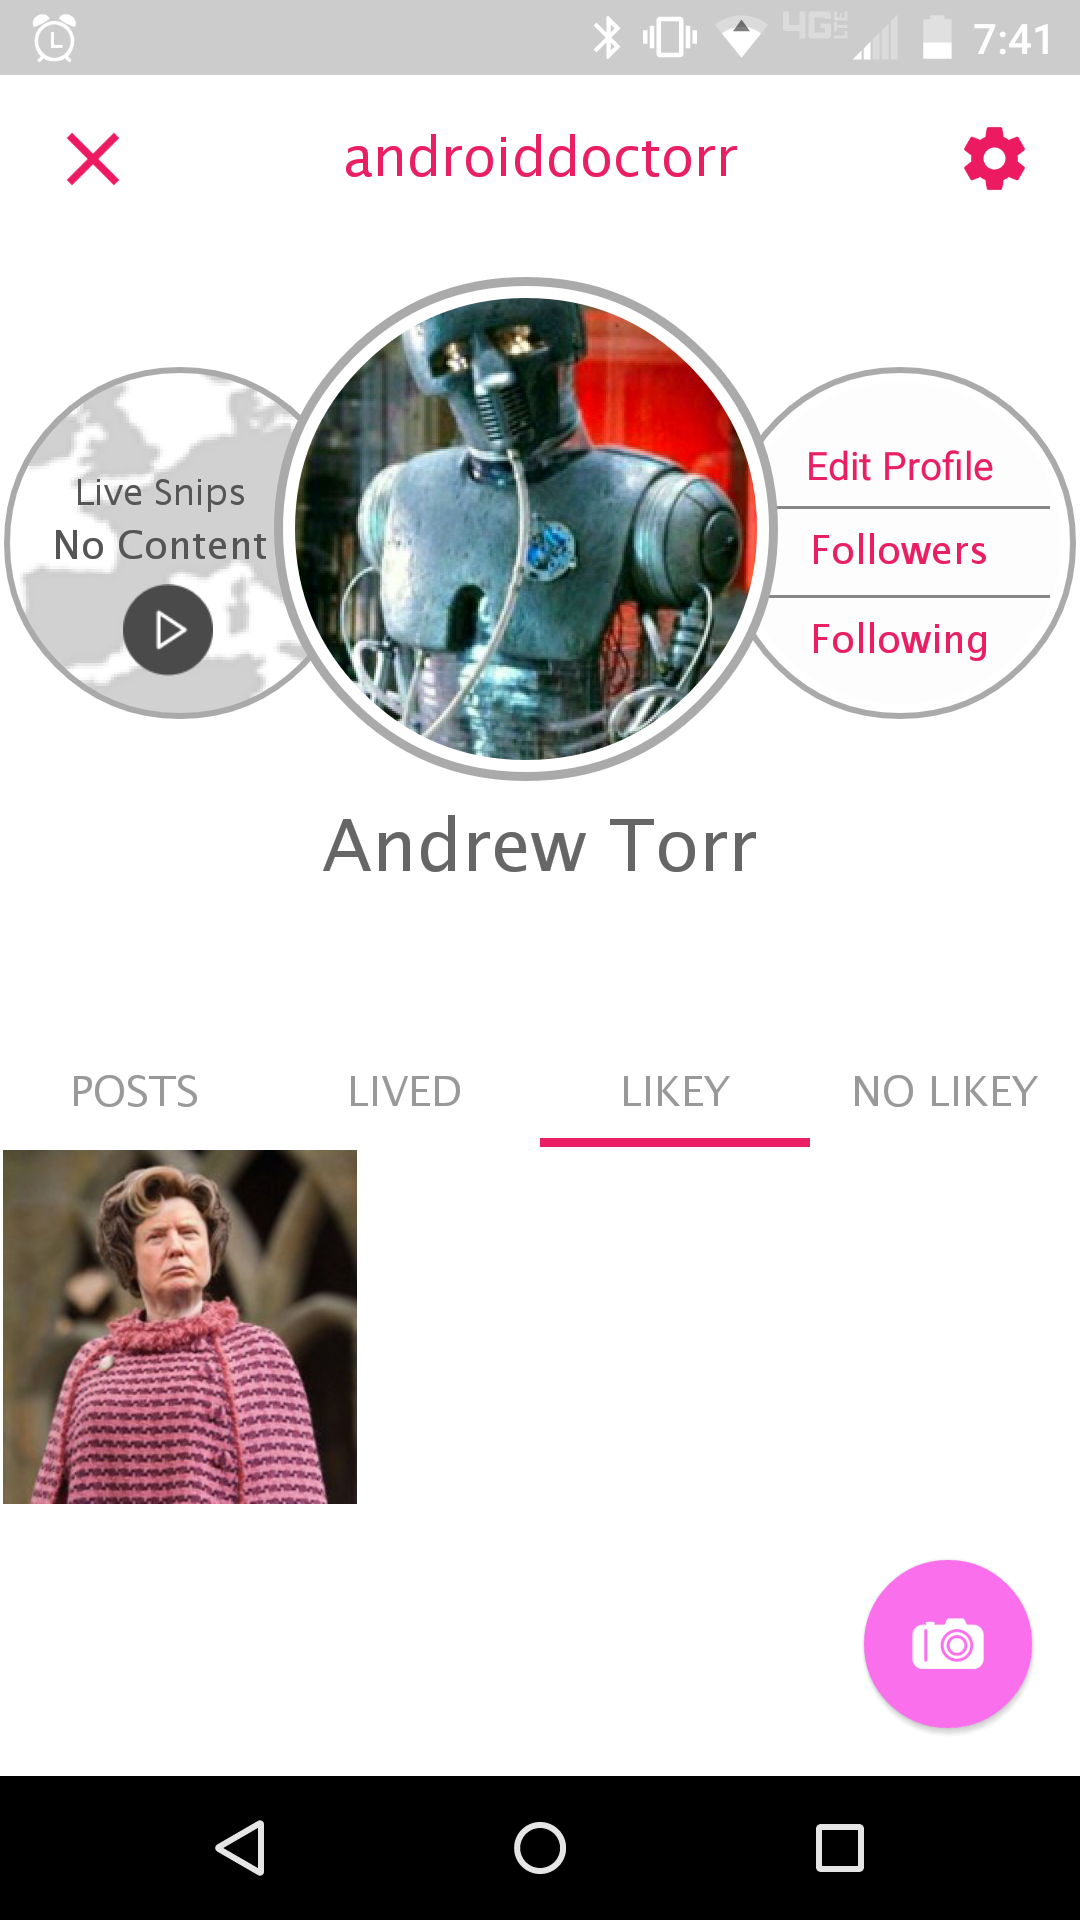 4G LTE 7:41
androiddoctorr
Live Snips
No Content
Edit Profile
Followers
Following
Andrew Torr
POSTS LIVED LIKEY NO LIKEY